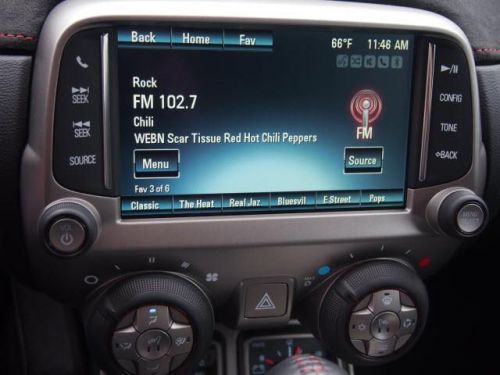 Back Home Fav 66°F 11:46 AM
Rock
FM 102.7
Chili
WEBN Scar Tissue Red Hot Chili Peppers
FM
Menu Source
Fav 3 of 6
Classic The Heat Real Jaz Bluesvil E Street Pops
SEEK
SEEK
SOURCE
CONFIG
TONE
BACK
VOL
MENU